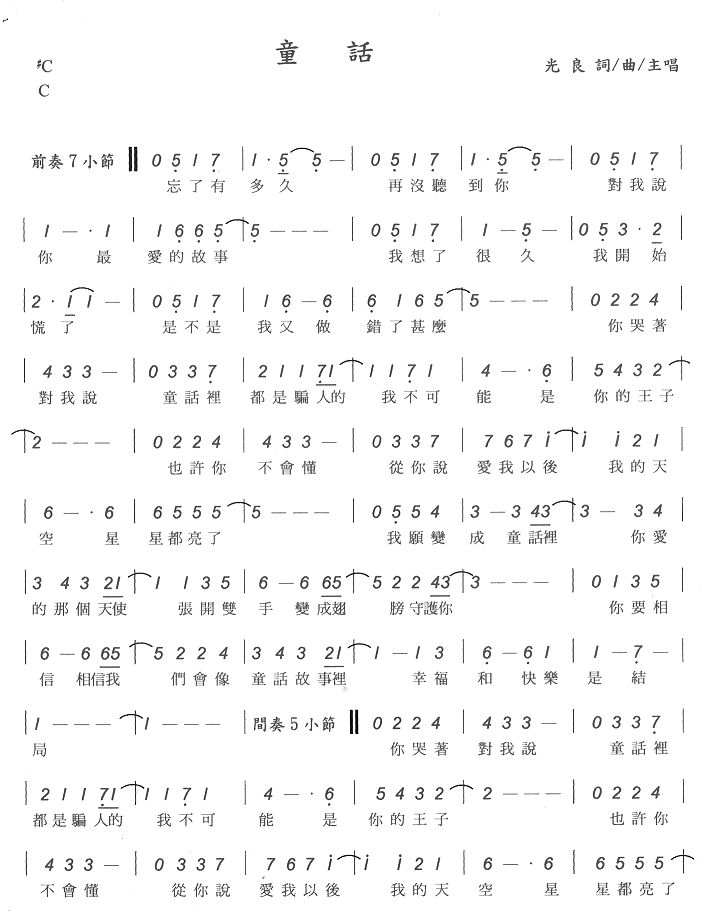 童 話
#C
光 良 詞/曲/主唱
C
前奏7小節 ‖ 0 5 1 7 | 1 · 5 5 — | 0 5 1 7 | 1 · 5 5 — | 0 5 1 7 |
忘了有 多久 再沒聽 到你 對我說
| 1 — · 1 | 1 6 6 5 | 5 — — — | 0 5 1 7 | 1 — 5 — | 0 5 3 · 2 |
你 最 愛的故事 我想了 很 久 我開始
| 2 · 1 1 — | 0 5 1 7 | 1 6 — 6 | 6 1 6 5 | 5 — — — | 0 2 2 4 |
慌了 是不是 我又 做 錯了甚麼 你哭著
| 4 3 3 — | 0 3 3 7 | 2 1 1 7 1 | 1 1 7 1 | 4 — · 6 | 5 4 3 2 |
對我說 童話裡 都是騙 人的 我不可 能 是 你的王子
| 2 — — — | 0 2 2 4 | 4 3 3 — | 0 3 3 7 | 7 6 7 i | i i 2 1 |
也許你 不會懂 從你說 愛我以後 我的天
| 6 — · 6 | 6 5 5 5 | 5 — — — | 0 5 5 4 | 3 — 3 4 3 | 3 — 3 4 |
空 星 星都亮了 我願變 成 童話裡 你愛
| 3 4 3 2 1 | 1 1 3 5 | 6 — 6 6 5 | 5 2 2 4 3 | 3 — — — | 0 1 3 5 |
的那個天使 張開雙 手 變成翅 膀守護你 你要相
| 6 — 6 6 5 | 5 2 2 4 | 3 4 3 2 1 | 1 — 1 3 | 6 — 6 1 | 1 — 7 — |
信 相信我 們會像 童話故事裡 幸福 和 快樂 是 結
| 1 — — — | 1 — — — | 間奏5小節 ‖ 0 2 2 4 | 4 3 3 — | 0 3 3 7 |
局 你哭著 對我說 童話裡
| 2 1 1 7 1 | 1 1 7 1 | 4 — · 6 | 5 4 3 2 | 2 — — — | 0 2 2 4 |
都是騙 人的 我不可 能 是 你的王子 也許你
| 4 3 3 — | 0 3 3 7 | 7 6 7 i | i i 2 1 | 6 — · 6 | 6 5 5 5 |
不會懂 從你說 愛我以後 我的天 空 星 星都亮了